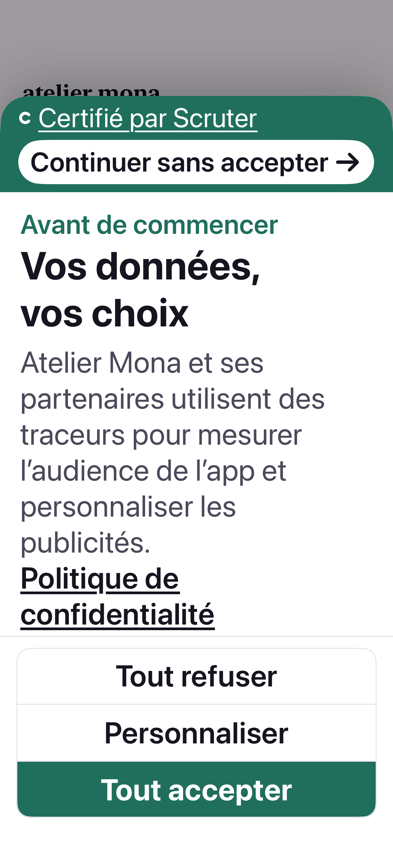 atelier mona
Certifié par Scruter
Continuer sans accepter →
Avant de commencer
Vos données,
vos choix
Atelier Mona et ses
partenaires utilisent des
traceurs pour mesurer
l’audience de l’app et
personnaliser les
publicités.
Politique de
confidentialité
Tout refuser
Personnaliser
Tout accepter